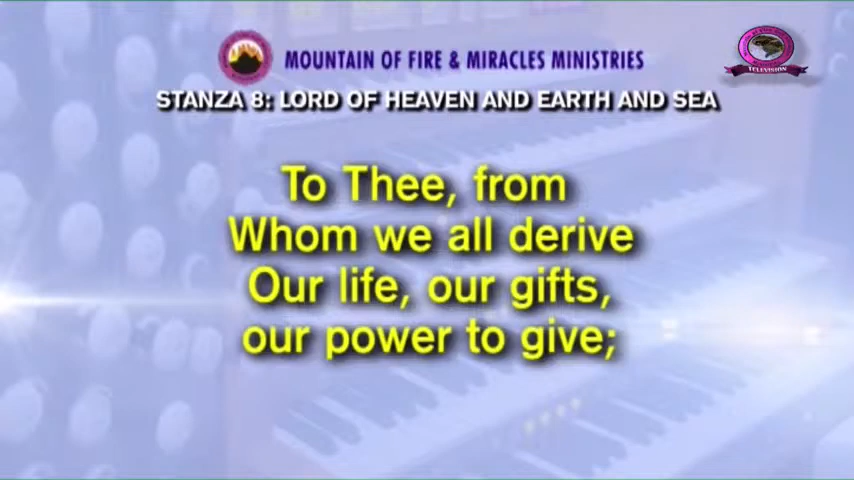 MOUNTAIN OF FIRE & MIRACLES MINISTRIES
TELEVISION
STANZA 8: LORD OF HEAVEN AND EARTH AND SEA
To Thee, from
Whom we all derive
Our life, our gifts,
our power to give;